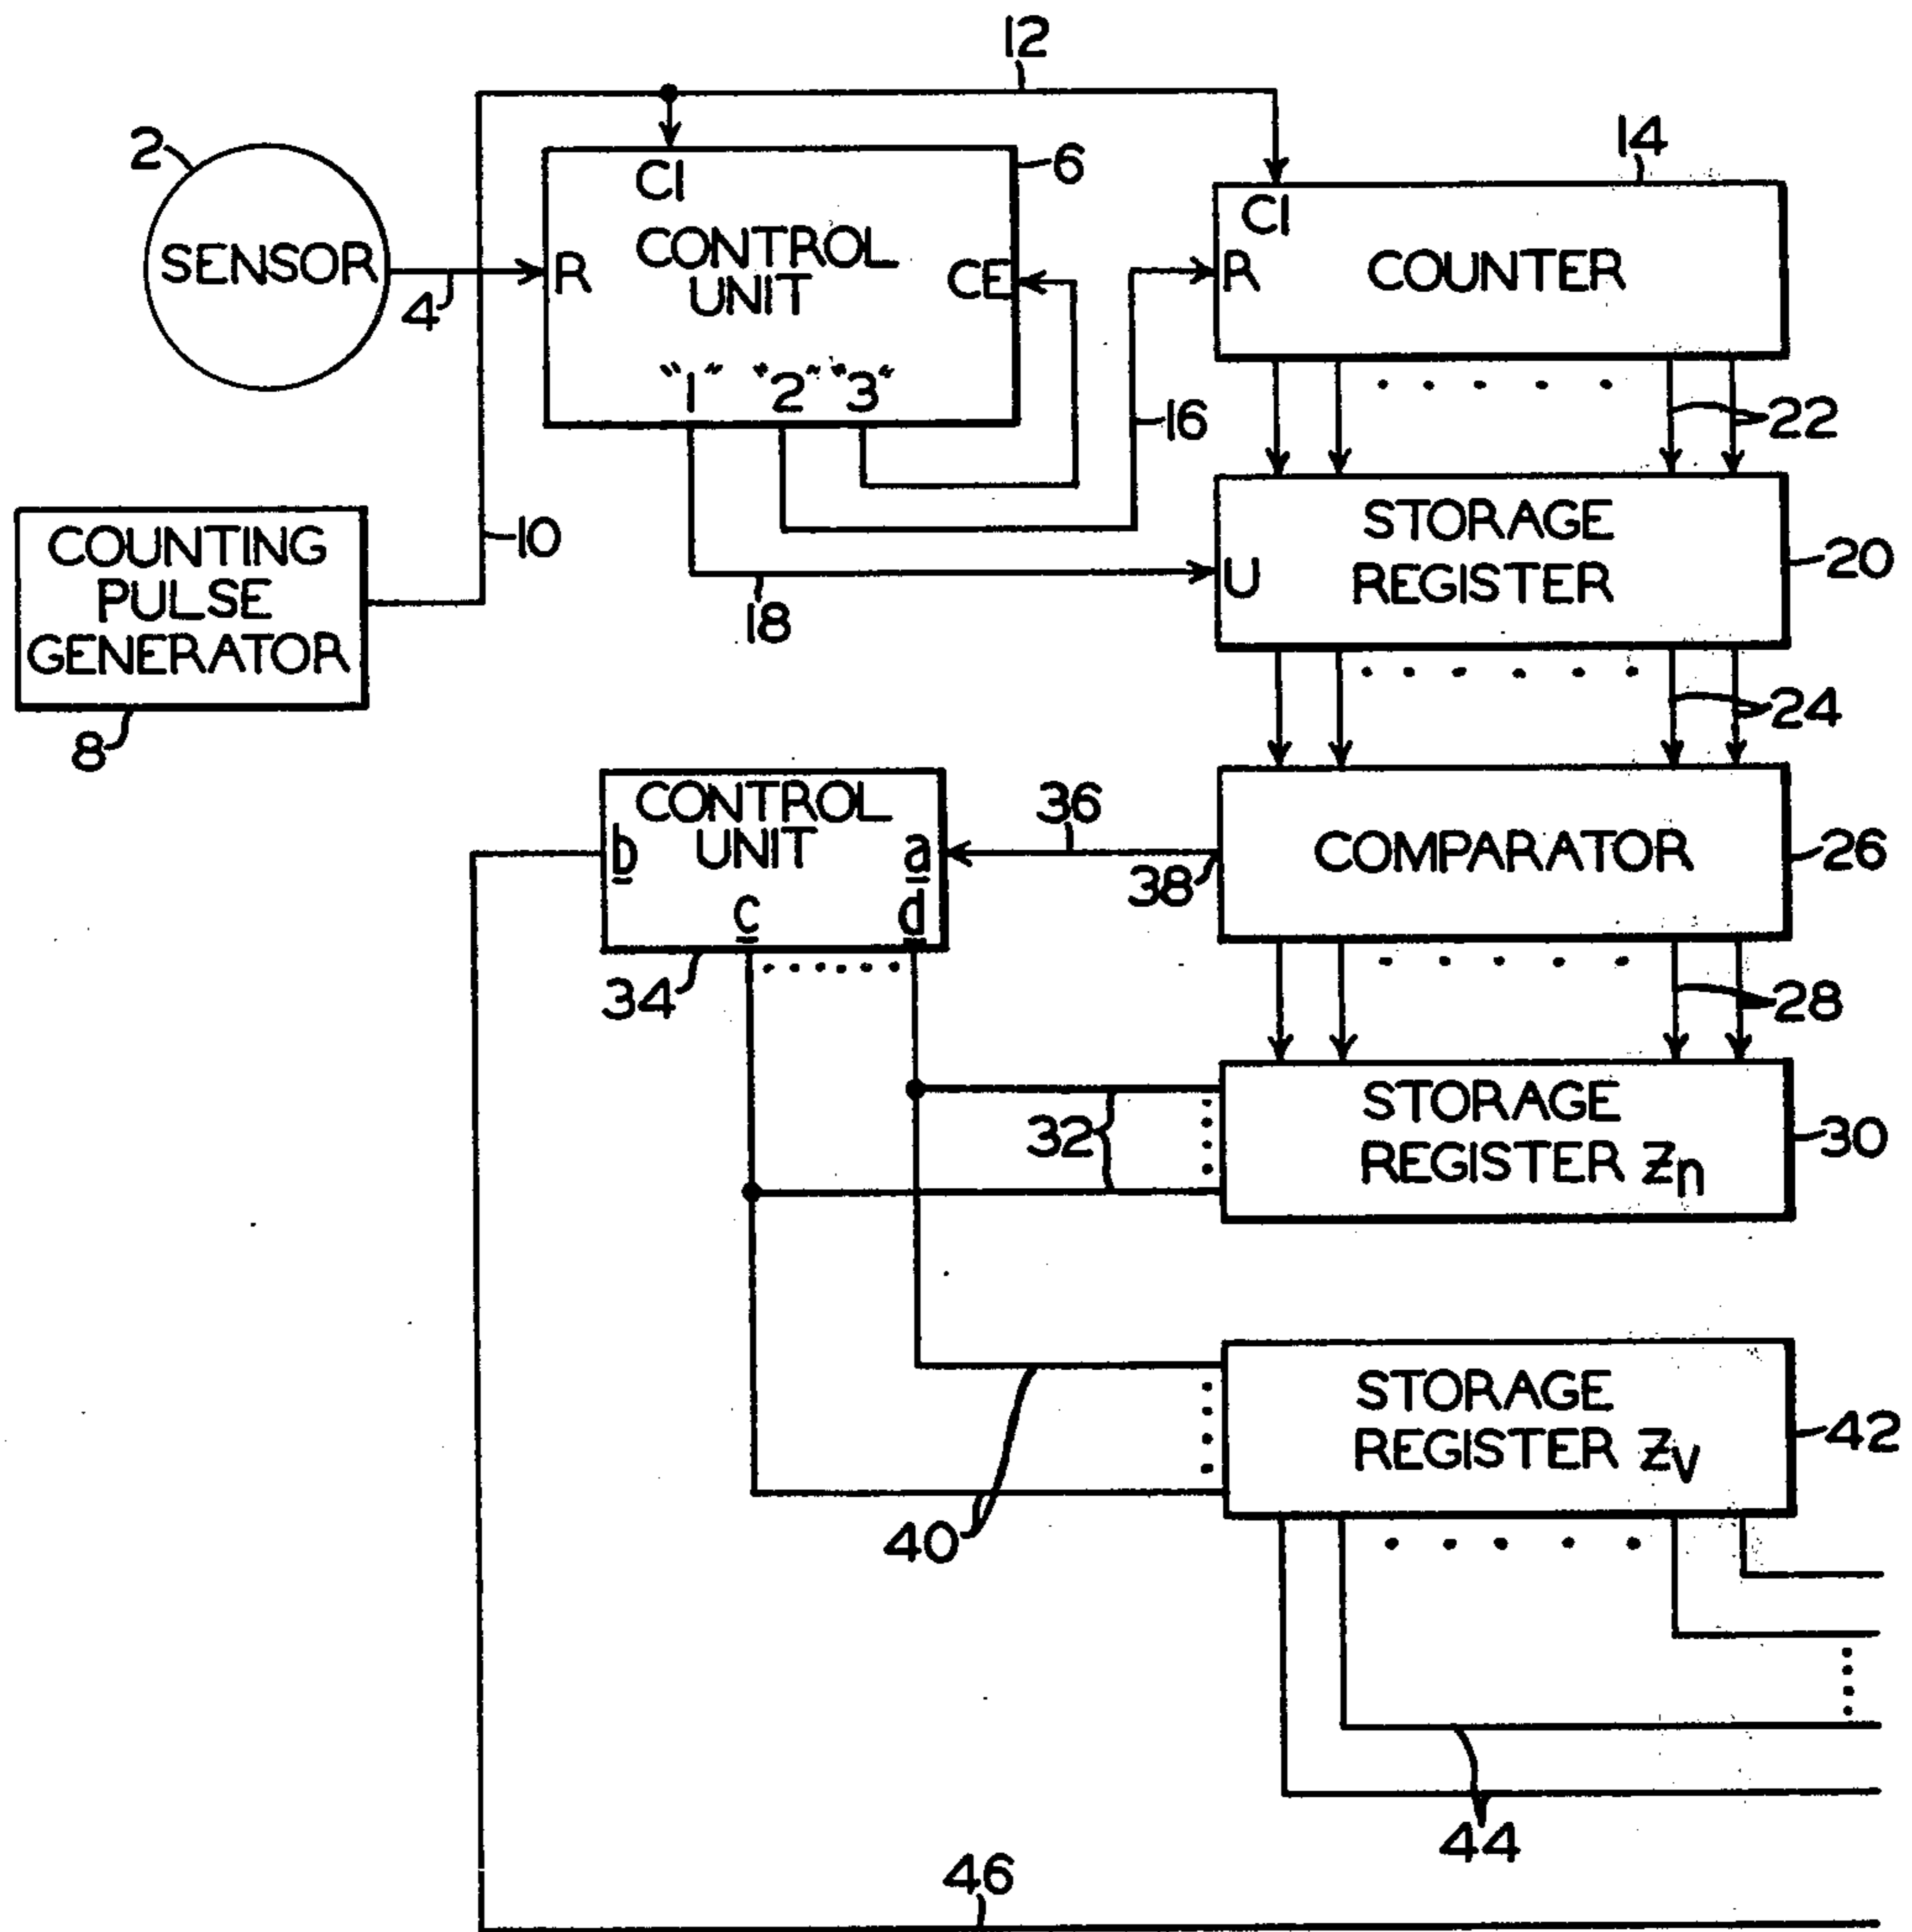 12
2
14
6
CI
CI
SENSOR
R
CONTROL
UNIT
CE
R
COUNTER
4
"1" "2" "3"
16
22
COUNTING
PULSE
GENERATOR
10
STORAGE
REGISTER
U
20
18
8
24
CONTROL
UNIT
b
a
c
d
36
38
COMPARATOR
26
34
28
32
STORAGE
REGISTER Zn
30
STORAGE
REGISTER Zv
42
40
44
46